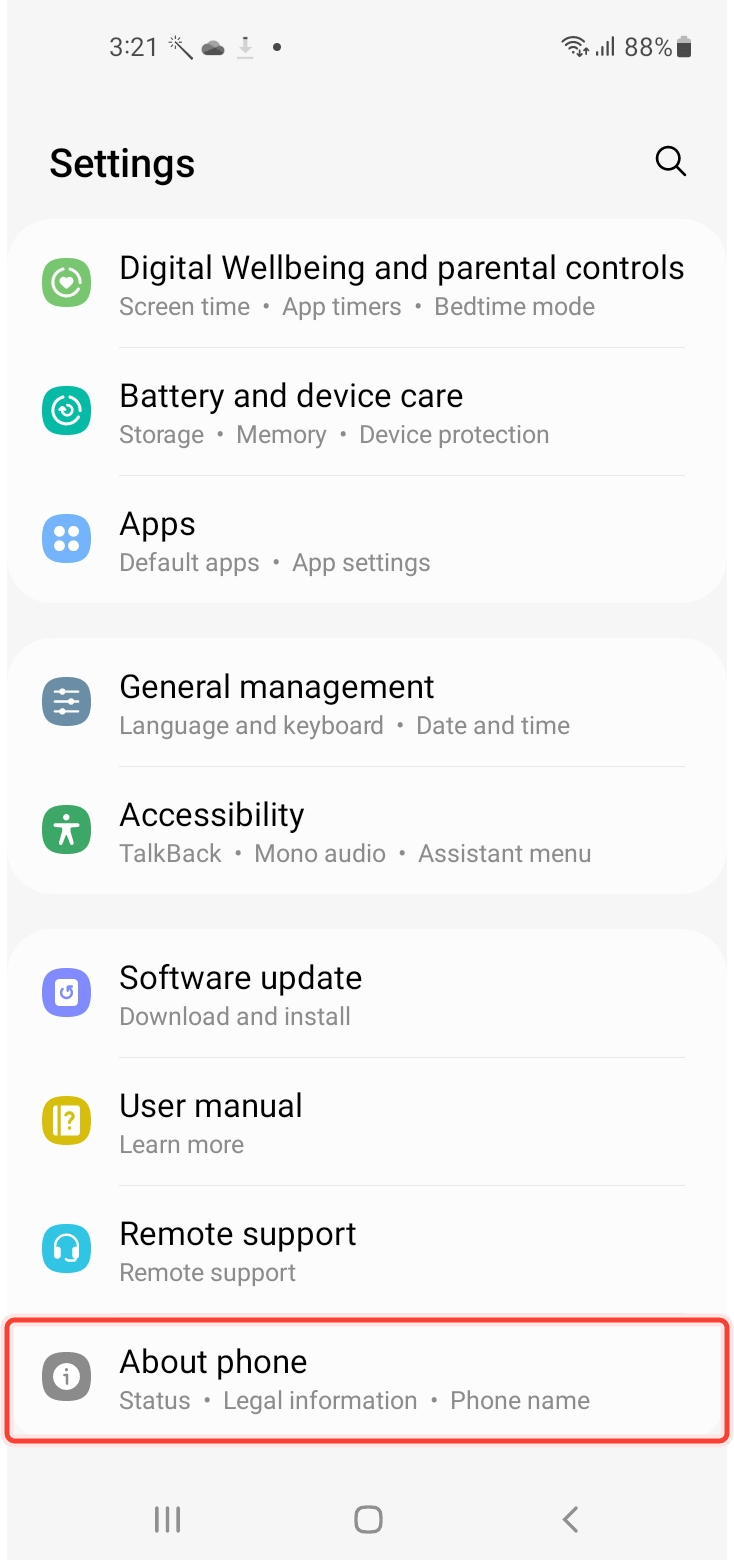 3:21 88%
Settings
Digital Wellbeing and parental controls
Screen time • App timers • Bedtime mode
Battery and device care
Storage • Memory • Device protection
Apps
Default apps • App settings
General management
Language and keyboard • Date and time
Accessibility
TalkBack • Mono audio • Assistant menu
Software update
Download and install
User manual
Learn more
Remote support
Remote support
About phone
Status • Legal information • Phone name